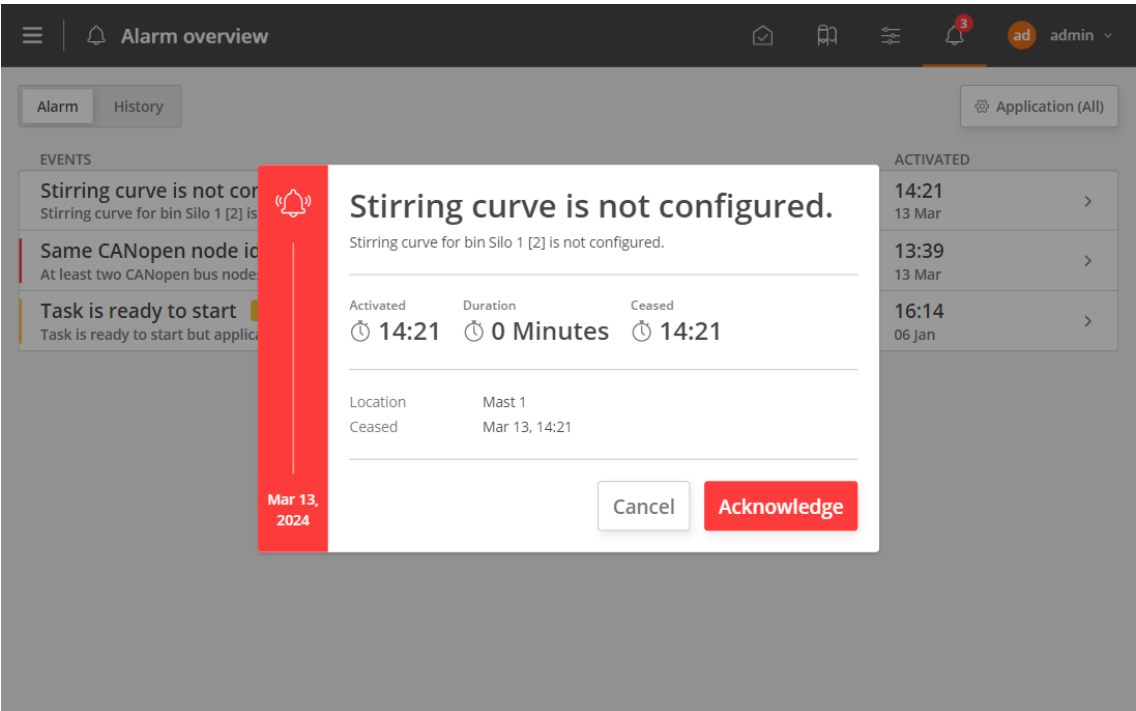 Alarm overview
3
ad admin
Alarm History
Application (All)
EVENTS ACTIVATED
Stirring curve is not cor
Stirring curve for bin Silo 1 [2] is
14:21
13 Mar
Same CANopen node id
At least two CANopen bus node
13:39
13 Mar
Task is ready to start
Task is ready to start but applica
16:14
06 Jan
Stirring curve is not configured.
Stirring curve for bin Silo 1 [2] is not configured.
Activated Duration Ceased
14:21 0 Minutes 14:21
Location Mast 1
Ceased Mar 13, 14:21
Mar 13,
2024
Cancel Acknowledge